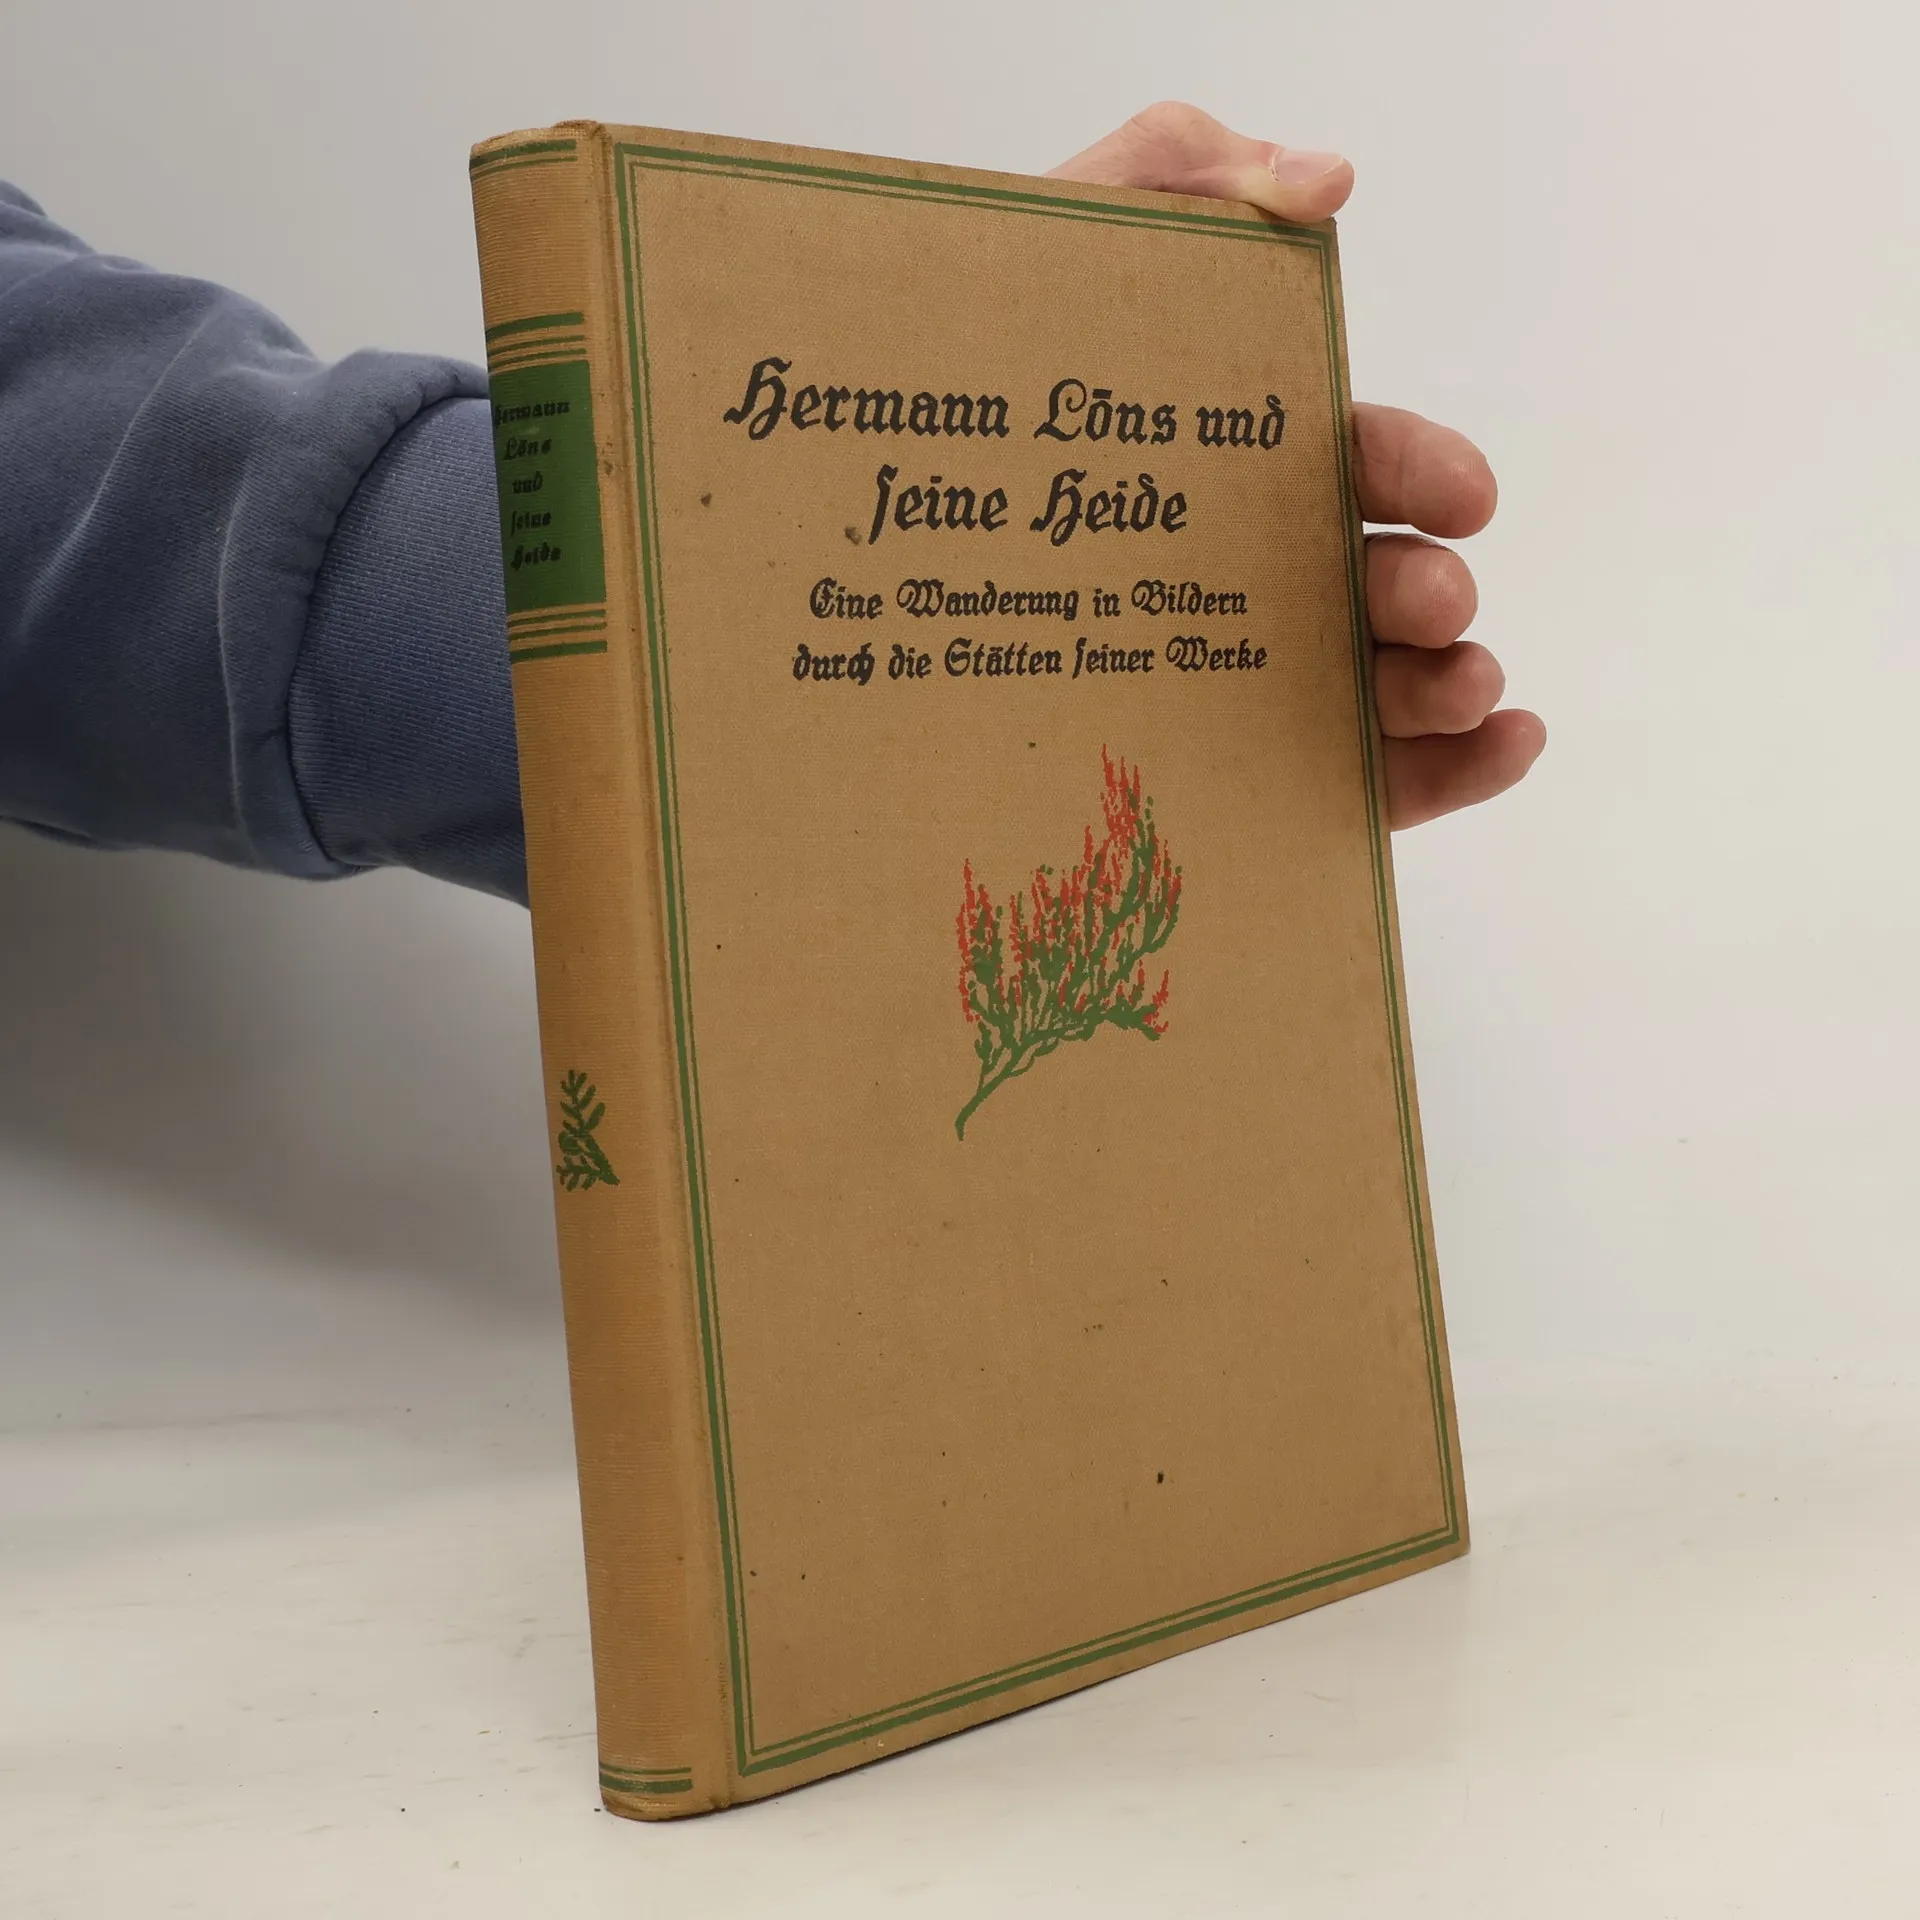 Hermann Löns und
seine Heide
Eine Wanderung in Bildern
durch die Stätten seiner Werke
Hermann
Löns
und
seine
Heide